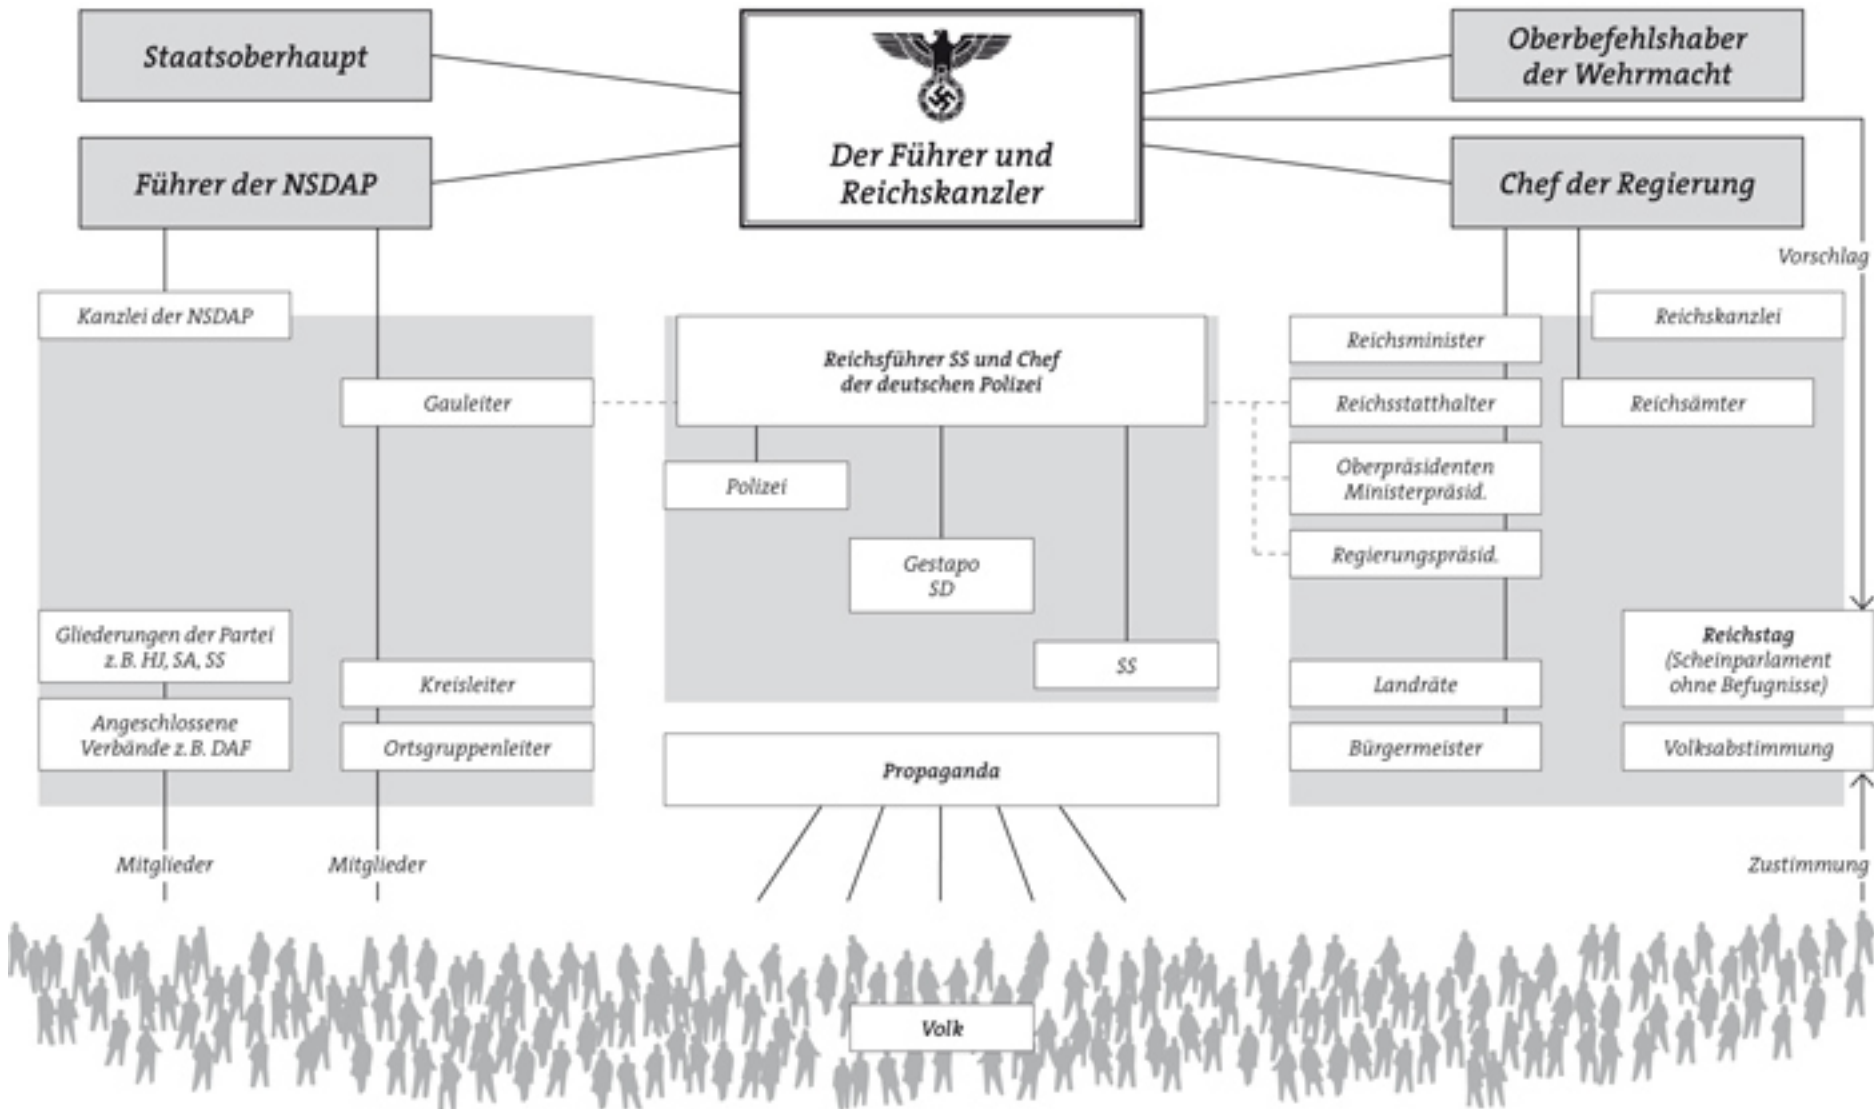 Staatsoberhaupt
Der Führer und
Reichskanzler
Oberbefehlshaber
der Wehrmacht
Führer der NSDAP
Chef der Regierung
Vorschlag
Kanzlei der NSDAP
Gauleiter
Gliederungen der Partei
z. B. HJ, SA, SS
Angeschlossene
Verbände z. B. DAF
Kreisleiter
Ortsgruppenleiter
Mitglieder
Mitglieder
Reichsführer SS und Chef
der deutschen Polizei
Polizei
Gestapo
SD
SS
Propaganda
Reichsminister
Reichsstatthalter
Oberpräsidenten
Ministerpräsid.
Regierungspräsid.
Landräte
Bürgermeister
Reichskanzlei
Reichsämter
Reichstag
(Scheinparlament
ohne Befugnisse)
Volksabstimmung
Zustimmung
Volk